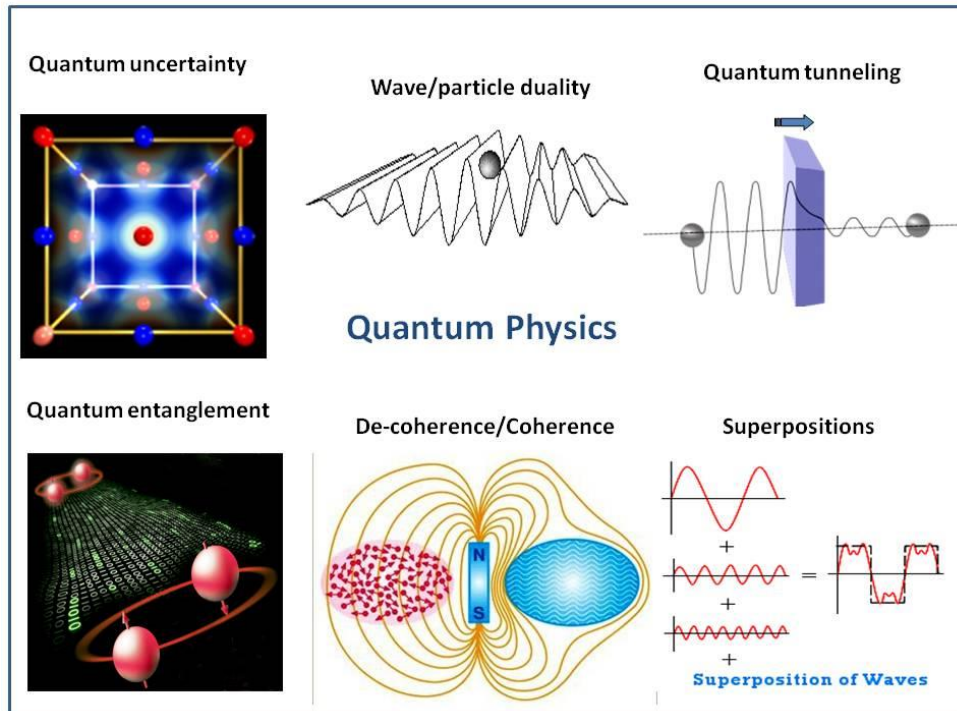 Quantum uncertainty
Wave/particle duality
Quantum tunneling
Quantum Physics
Quantum entanglement
De-coherence/Coherence
Superpositions
N
S
+
+
=
+
Superposition of Waves